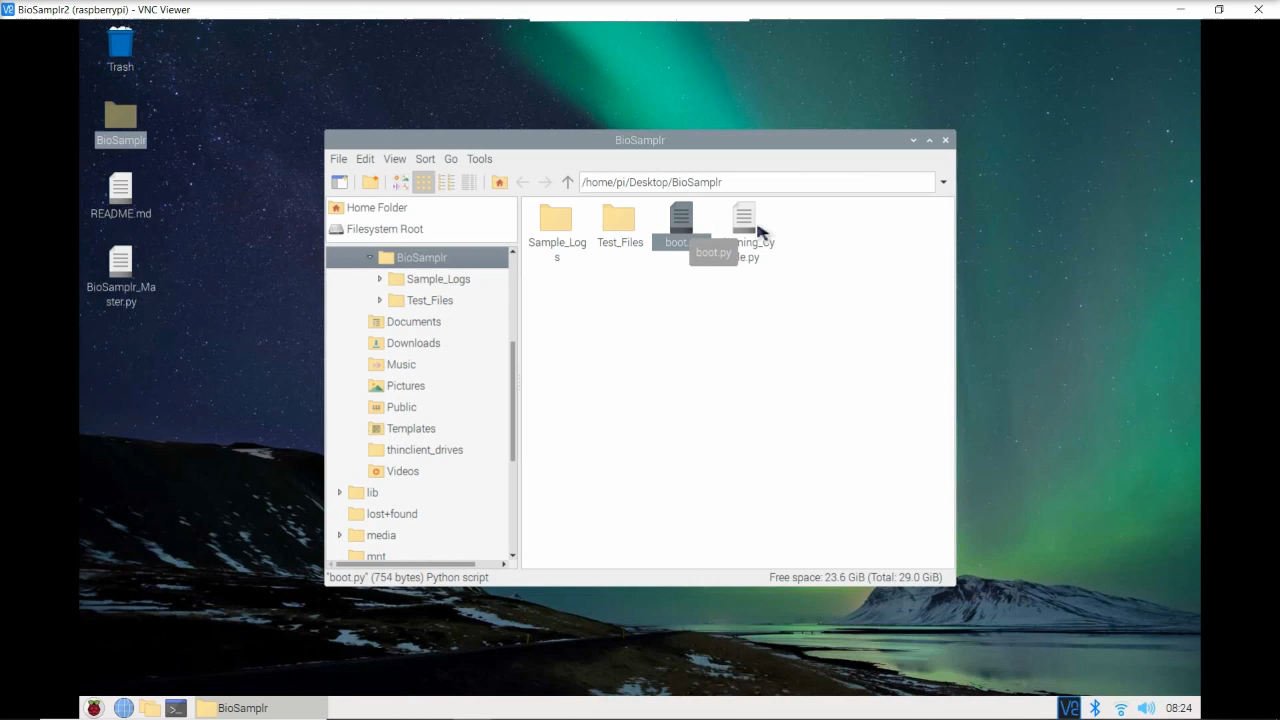 BioSamplr2 (raspberrypi) - VNC Viewer
Trash
BioSamplr
README.md
BioSamplr_Ma
ster.py
BioSamplr
File Edit View Sort Go Tools
/home/pi/Desktop/BioSamplr
Home Folder
Filesystem Root
BioSamplr
Sample_Logs
Test_Files
Documents
Downloads
Music
Pictures
Public
Templates
thinclient_drives
Videos
lib
lost+found
media
mnt
Sample_Log
s
Test_Files
boot.py
"boot.py" (754 bytes) Python script
Free space: 23.6 GiB (Total: 29.0 GiB)
BioSamplr
08:24